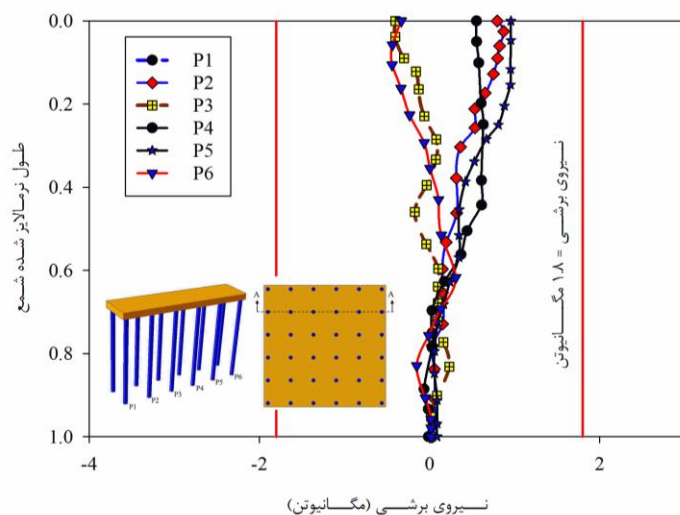 0.0
0.2
0.4
0.6
0.8
1.0
طول نرمالایز شده شمع
P1
P2
P3
P4
P5
P6
نیروی برشی = ۱.۸ مگانیوتن
P1
P2
P3
P4
P5
P6
A
A
-4
-2
0
2
نیروی برشی (مگانیوتن)